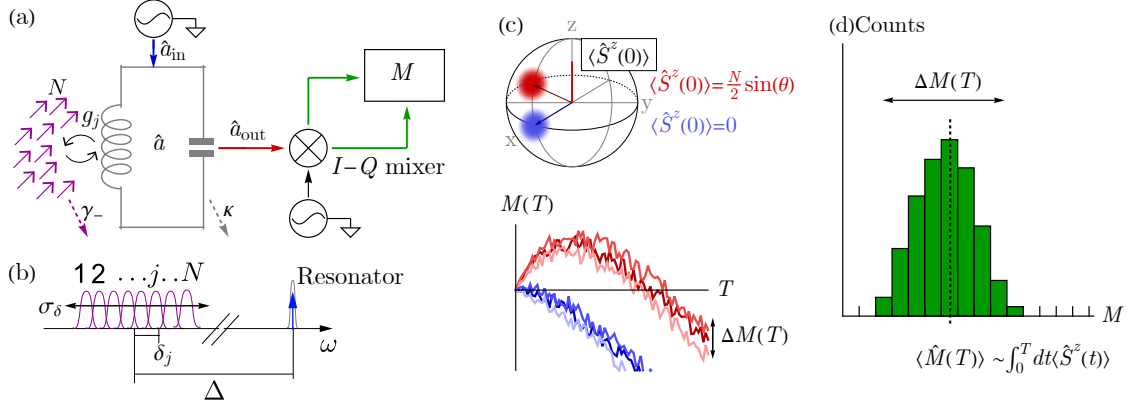 (a)
â_in
N
g_j
â
â_out
M
I−Q mixer
γ_−
κ
(b)
1 2 ...j..N
Resonator
σ_δ
δ_j
ω
Δ
(c)
z
⟨Ŝ^z(0)⟩
⟨Ŝ^z(0)⟩=N/2 sin(θ)
y
⟨Ŝ^z(0)⟩=0
x
M(T)
T
ΔM(T)
(d)Counts
ΔM(T)
M
⟨M̂(T)⟩ ~∫_0^T dt⟨Ŝ^z(t)⟩